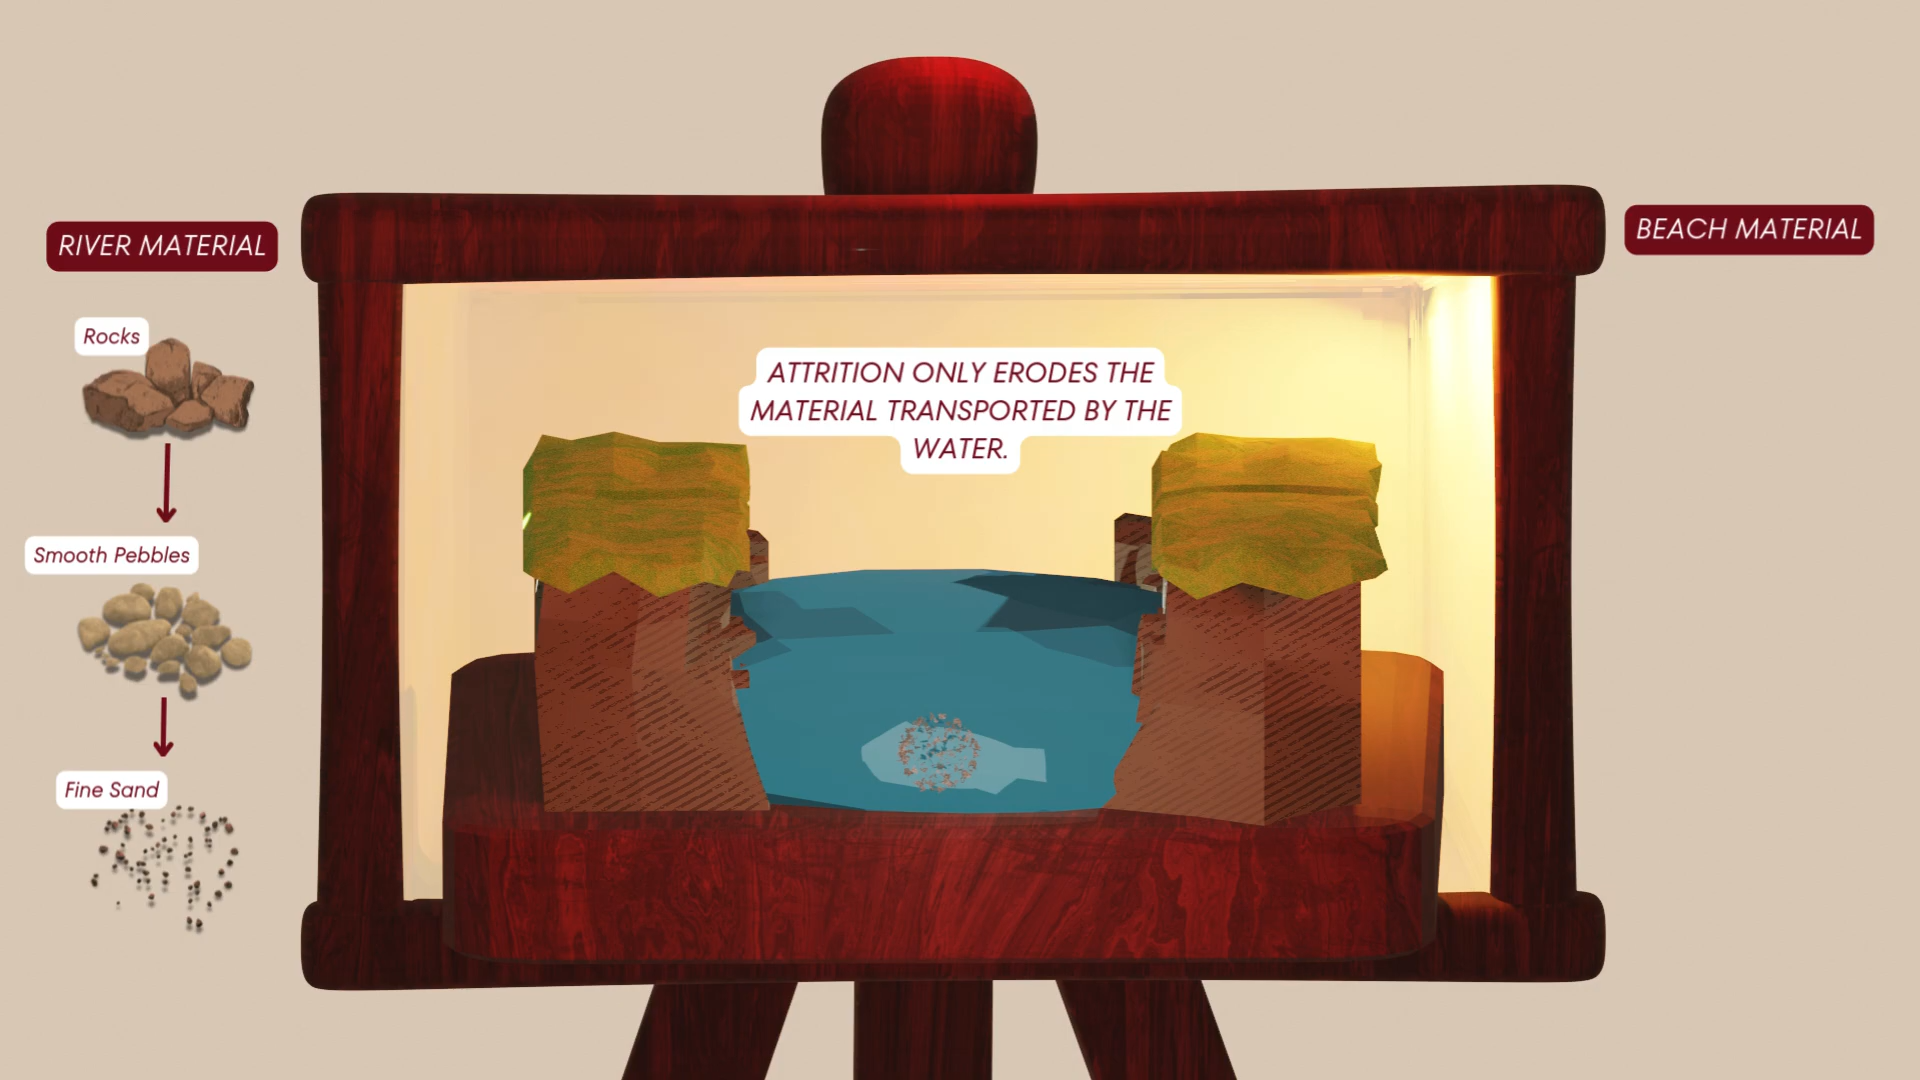 RIVER MATERIAL
BEACH MATERIAL
Rocks
ATTRITION ONLY ERODES THE
MATERIAL TRANSPORTED BY THE
WATER.
Smooth Pebbles
Fine Sand